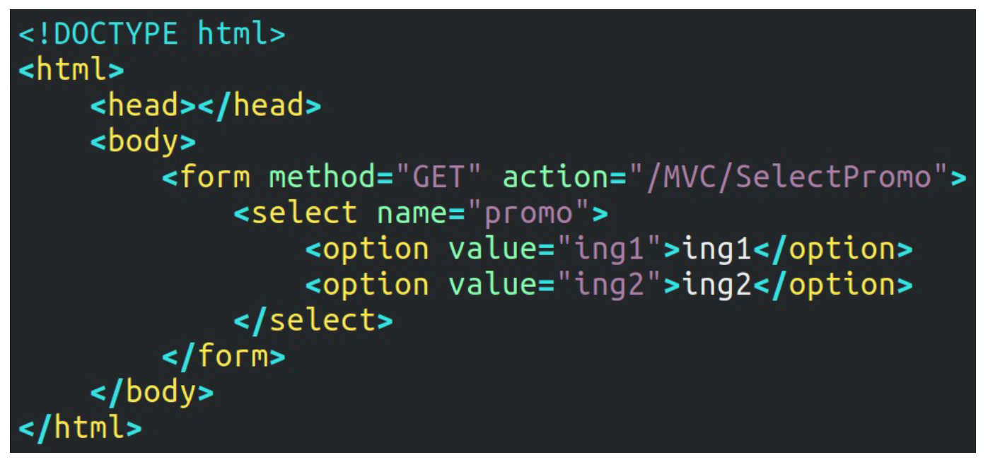 <!DOCTYPE html>
<html>
    <head></head>
    <body>
        <form method="GET" action="/MVC/SelectPromo">
            <select name="promo">
                <option value="ing1">ing1</option>
                <option value="ing2">ing2</option>
            </select>
        </form>
    </body>
</html>